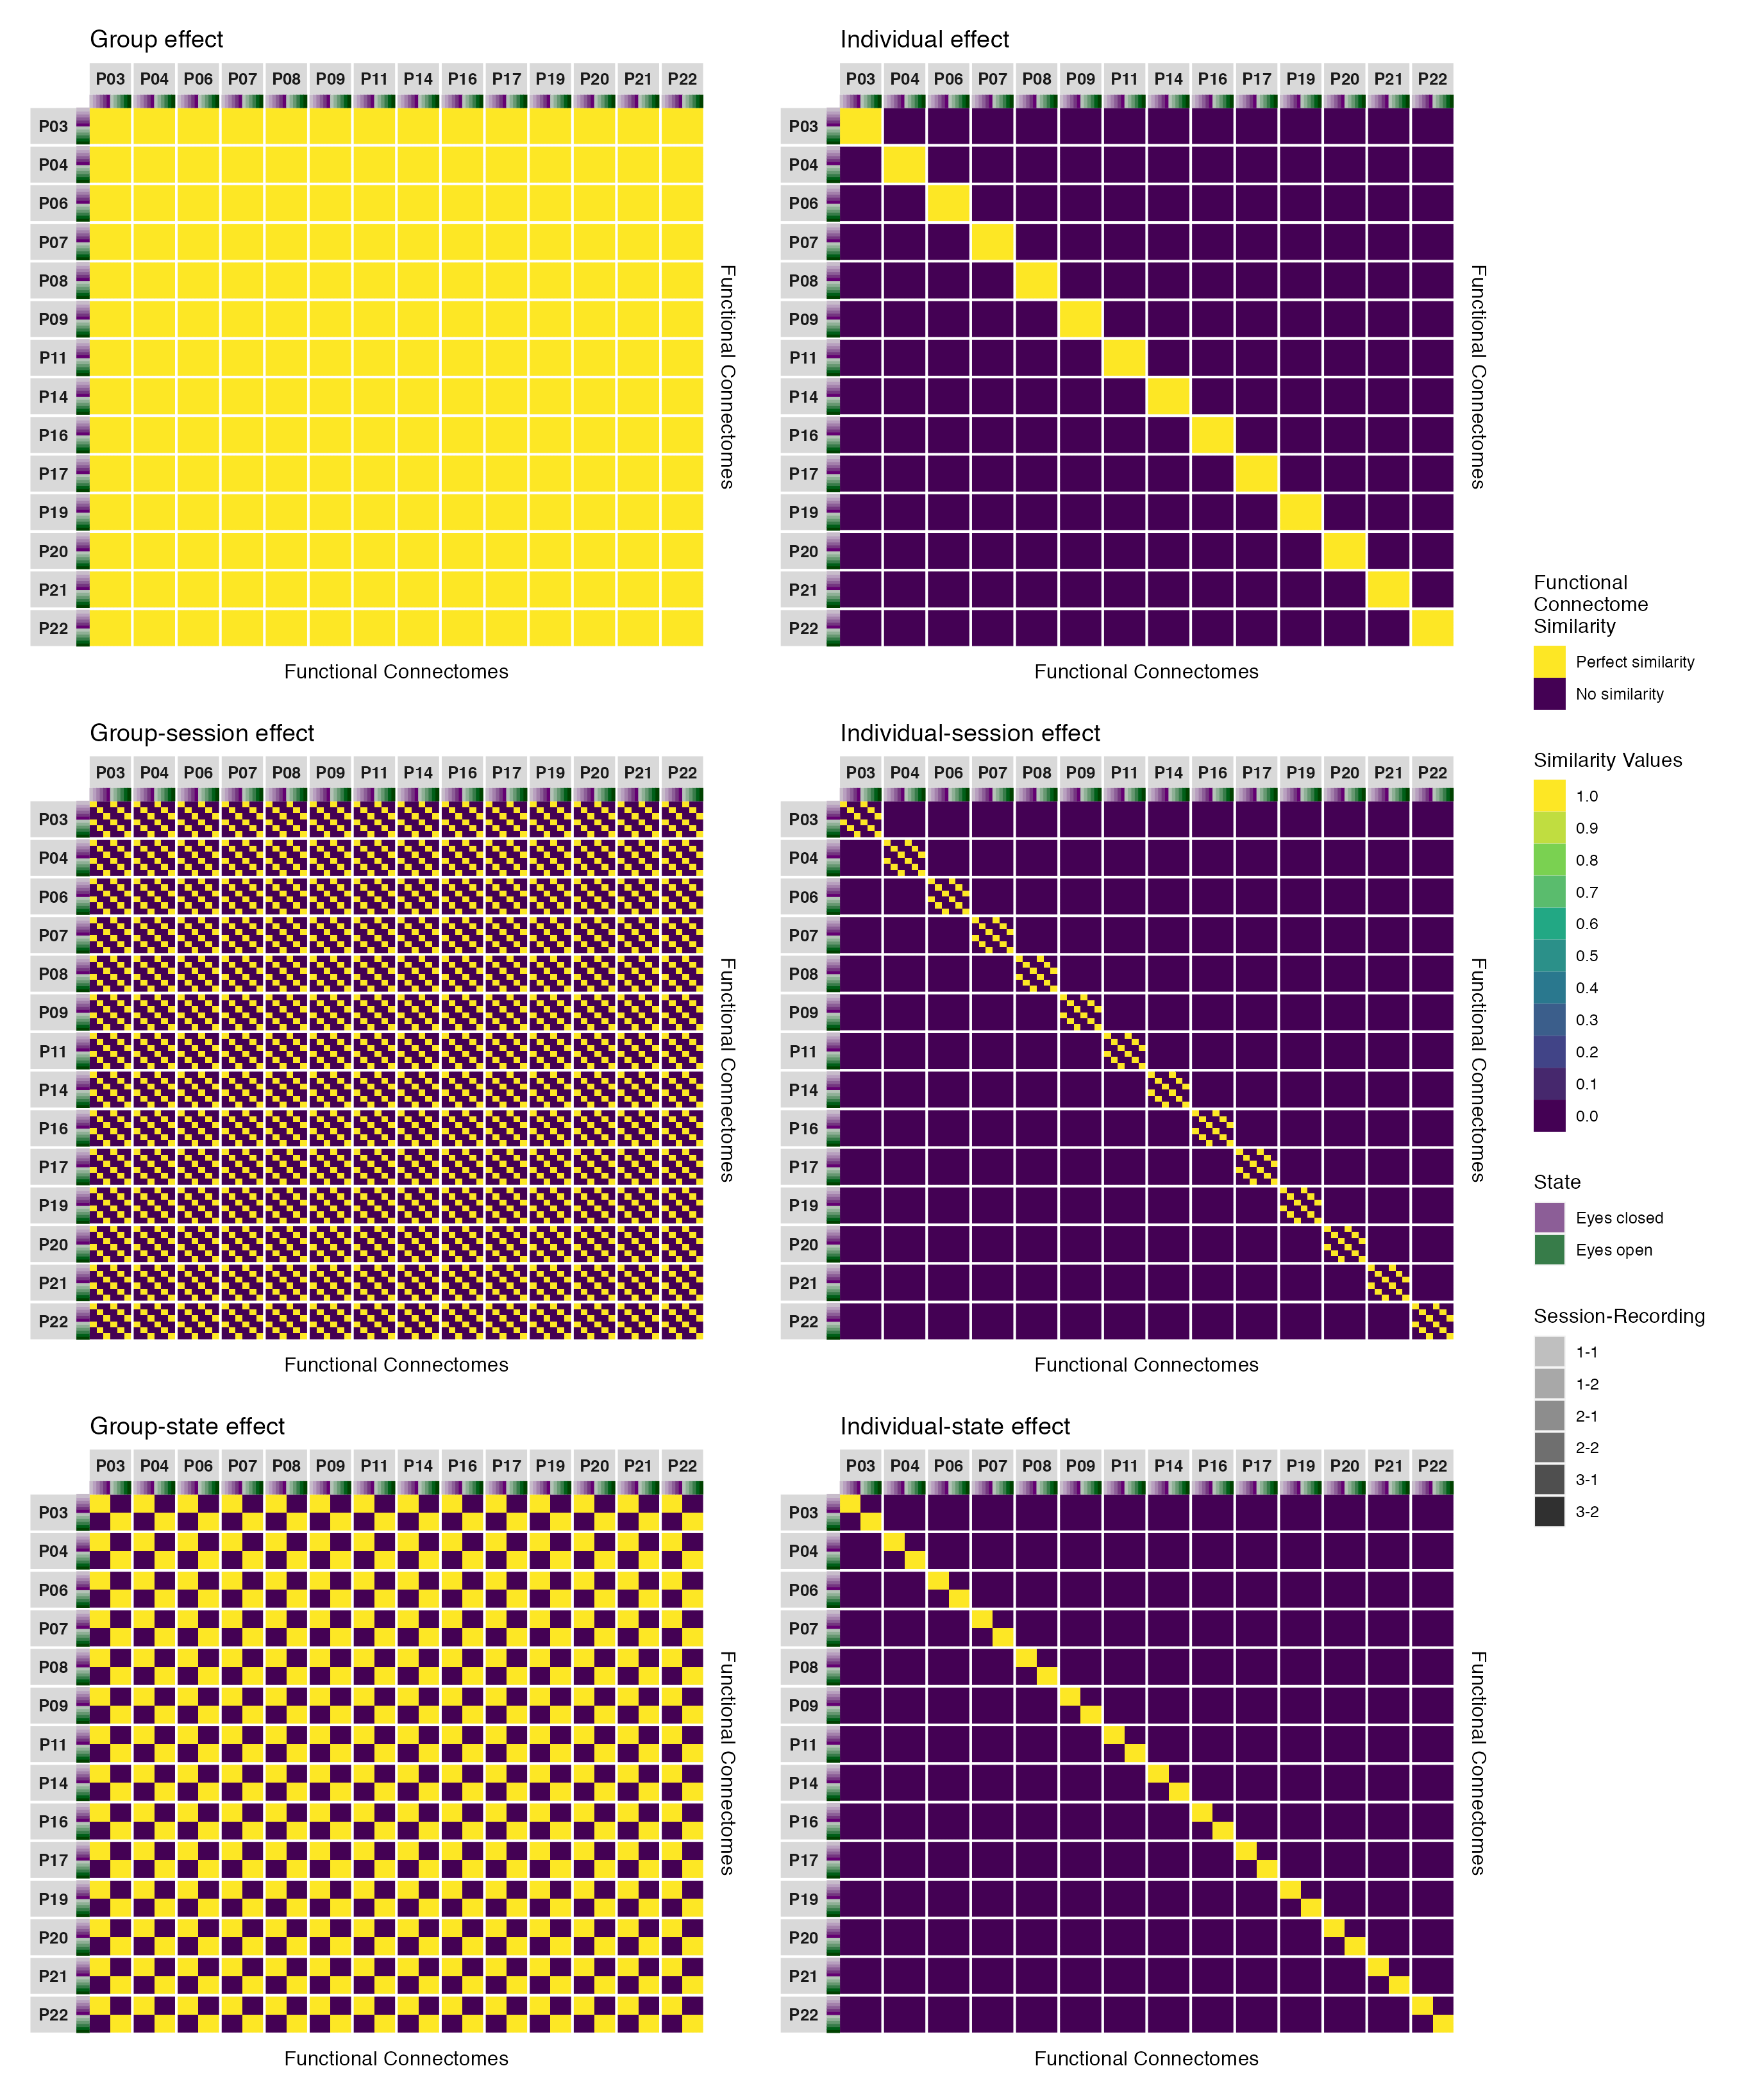 Group effect
P03 P04 P06 P07 P08 P09 P11 P14 P16 P17 P19 P20 P21 P22
P03
P04
P06
P07
P08
P09
P11
P14
P16
P17
P19
P20
P21
P22
Functional Connectomes
Functional Connectomes
Individual effect
P03 P04 P06 P07 P08 P09 P11 P14 P16 P17 P19 P20 P21 P22
P03
P04
P06
P07
P08
P09
P11
P14
P16
P17
P19
P20
P21
P22
Functional Connectomes
Functional Connectomes
Group-session effect
P03 P04 P06 P07 P08 P09 P11 P14 P16 P17 P19 P20 P21 P22
P03
P04
P06
P07
P08
P09
P11
P14
P16
P17
P19
P20
P21
P22
Functional Connectomes
Functional Connectomes
Individual-session effect
P03 P04 P06 P07 P08 P09 P11 P14 P16 P17 P19 P20 P21 P22
P03
P04
P06
P07
P08
P09
P11
P14
P16
P17
P19
P20
P21
P22
Functional Connectomes
Functional Connectomes
Group-state effect
P03 P04 P06 P07 P08 P09 P11 P14 P16 P17 P19 P20 P21 P22
P03
P04
P06
P07
P08
P09
P11
P14
P16
P17
P19
P20
P21
P22
Functional Connectomes
Functional Connectomes
Individual-state effect
P03 P04 P06 P07 P08 P09 P11 P14 P16 P17 P19 P20 P21 P22
P03
P04
P06
P07
P08
P09
P11
P14
P16
P17
P19
P20
P21
P22
Functional Connectomes
Functional Connectomes
Functional
Connectome
Similarity
Perfect similarity
No similarity
Similarity Values
1.0
0.9
0.8
0.7
0.6
0.5
0.4
0.3
0.2
0.1
0.0
State
Eyes closed
Eyes open
Session-Recording
1-1
1-2
2-1
2-2
3-1
3-2